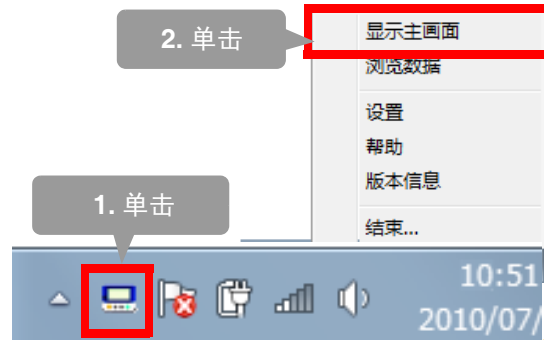 2. 单击
显示主画面
浏览数据
设置
帮助
版本信息
结束...
1. 单击
10:51
2010/07/